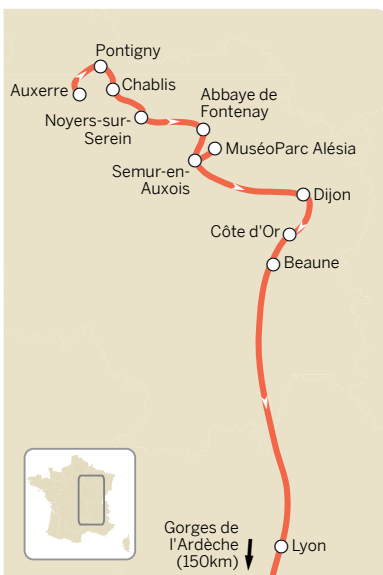 Pontigny
Auxerre
Chablis
Abbaye de
Fontenay
Noyers-sur-
Serein
MuséoParc Alésia
Semur-en-
Auxois
Dijon
Côte d'Or
Beaune
Gorges de
l'Ardèche
(150km)
Lyon